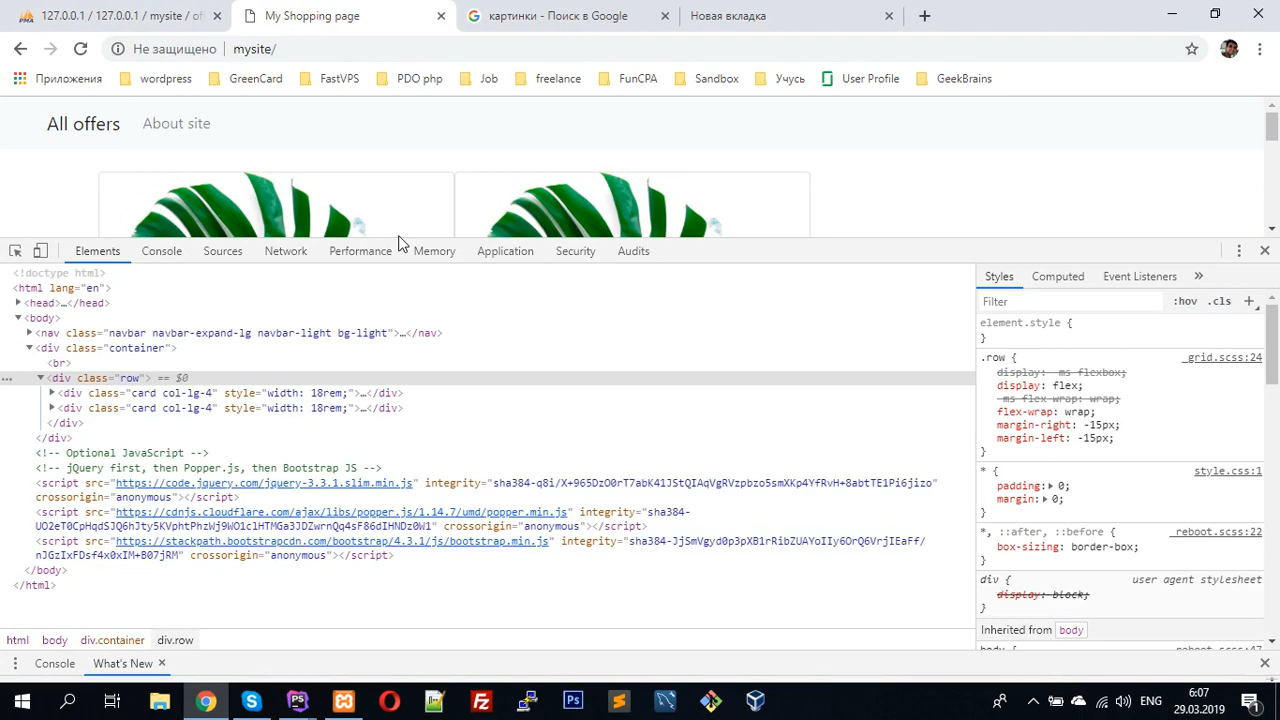 127.0.0.1 / 127.0.0.1 / mysite / of
My Shopping page
картинки - Поиск в Google
Новая вкладка
Не защищено
mysite/
Приложения
wordpress
GreenCard
FastVPS
PDO php
Job
freelance
FunCPA
Sandbox
Учусь
User Profile
GeekBrains
All offers
About site
Elements
Console
Sources
Network
Performance
Memory
Application
Security
Audits
<!doctype html>
<html lang="en">
<head>…</head>
<body>
<nav class="navbar navbar-expand-lg navbar-light bg-light">…</nav>
<div class="container">
<br>
<div class="row"> == $0
<div class="card col-lg-4" style="width: 18rem;">…</div>
<div class="card col-lg-4" style="width: 18rem;">…</div>
</div>
</div>
<!-- Optional JavaScript -->
<!-- jQuery first, then Popper.js, then Bootstrap JS -->
<script src="https://code.jquery.com/jquery-3.3.1.slim.min.js" integrity="sha384-q8i/X+965DzO0rT7abK41JStQIAqVgRVzpbzo5smXKp4YfRvH+8abtTE1Pi6jizo"
crossorigin="anonymous"></script>
<script src="https://cdnjs.cloudflare.com/ajax/libs/popper.js/1.14.7/umd/popper.min.js" integrity="sha384-
UO2eT0CpHqdSJQ6hJty5KVphtPhzWj9WO1clHTMGa3JDZwrnQq4sF86dIHNDz0W1" crossorigin="anonymous"></script>
<script src="https://stackpath.bootstrapcdn.com/bootstrap/4.3.1/js/bootstrap.min.js" integrity="sha384-JjSmVgyd0p3pXB1rRibZUAYoIIy6OrQ6VrjIEaFf/
nJGzIxFDsf4x0xIM+B07jRM" crossorigin="anonymous"></script>
</body>
</html>
html
body
div.container
div.row
Styles
Computed
Event Listeners
Filter
:hov
.cls
element.style {
}
.row {
_grid.scss:24
display: -ms-flexbox;
display: flex;
-ms-flex-wrap: wrap;
flex-wrap: wrap;
margin-right: -15px;
margin-left: -15px;
}
* {
style.css:1
padding: 0;
margin: 0;
}
*, ::after, ::before {
_reboot.scss:22
box-sizing: border-box;
}
div {
user agent stylesheet
display: block;
}
Inherited from body
Console
What's New
ENG
6:07
29.03.2019